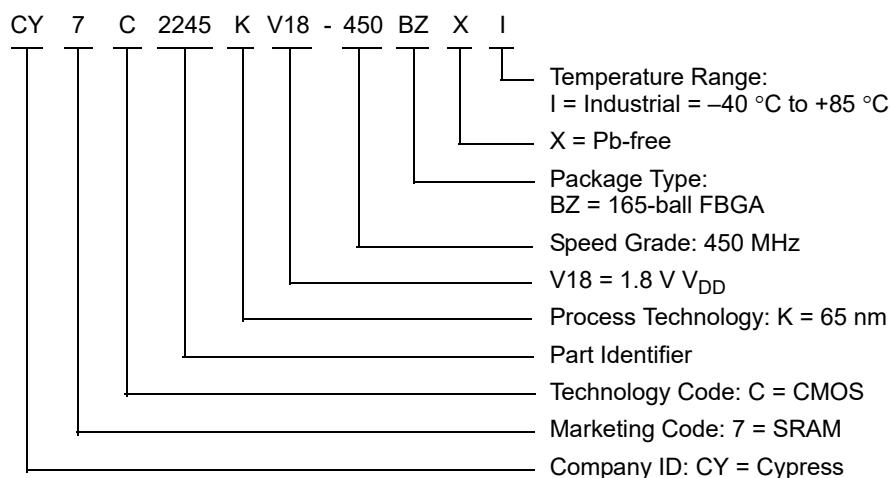 CY 7 C 2245 K V18 - 450 BZ X I
Temperature Range:
I = Industrial = –40 °C to +85 °C
X = Pb-free
Package Type:
BZ = 165-ball FBGA
Speed Grade: 450 MHz
V18 = 1.8 V VDD
Process Technology: K = 65 nm
Part Identifier
Technology Code: C = CMOS
Marketing Code: 7 = SRAM
Company ID: CY = Cypress